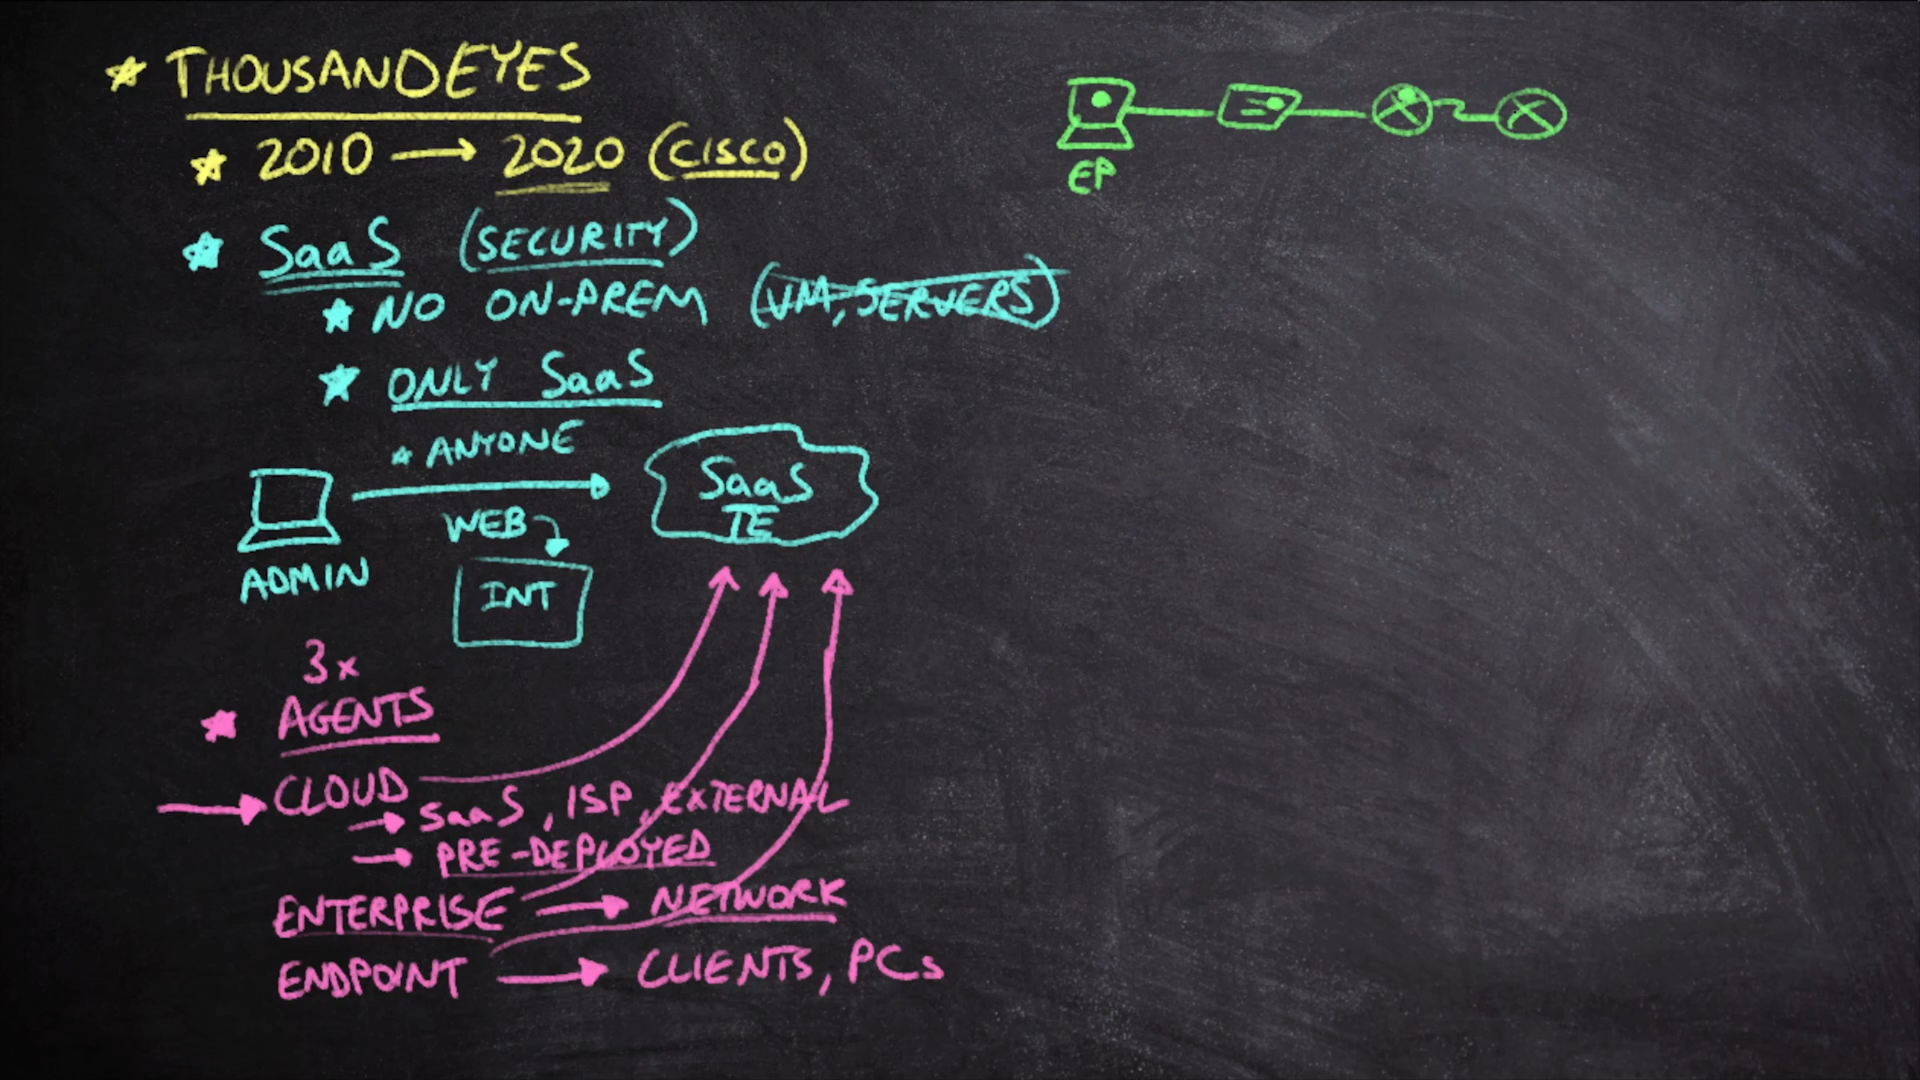 THOUSANDEYES
2010 → 2020 (CISCO)
SaaS (SECURITY)
NO ON-PREM (VM, SERVERS)
ONLY SaaS
ANYONE
SaaS
TE
WEB
ADMIN
INT
3x
AGENTS
CLOUD
SaaS, ISP, EXTERNAL
PRE-DEPLOYED
ENTERPRISE → NETWORK
ENDPOINT → CLIENTS, PCs
EP